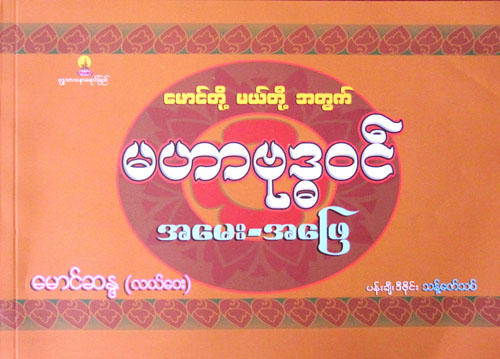 မောင်တို့ မယ်တို့ အတွက်
မဟာဗုဒ္ဓဝင်
အမေး-အဖြေ
မောင်ဆန္ဒ (လယ်ဝေး)
ပန်းချီ၊ ဒီဇိုင်း သန့်ဇော်သစ်